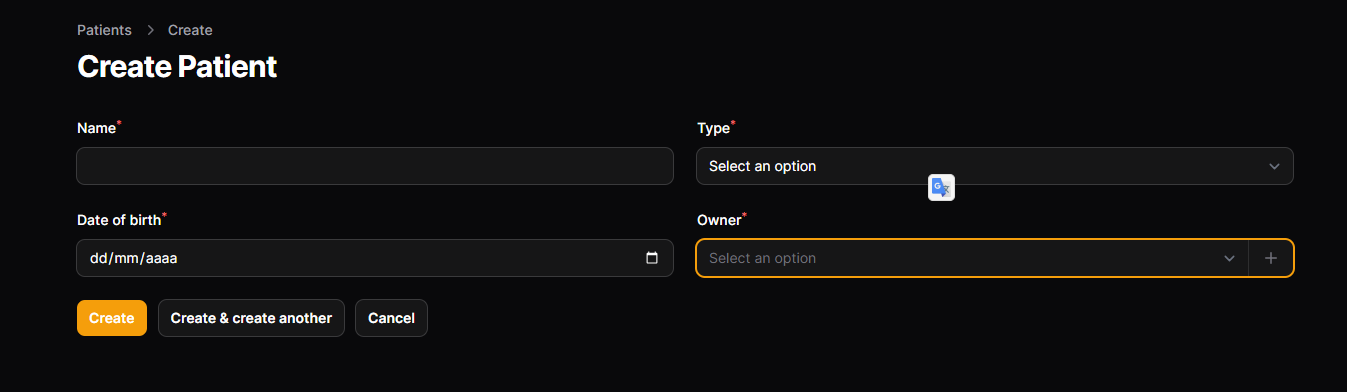 Patients > Create
Create Patient
Name*
Type*
Select an option
Date of birth*
Owner*
dd/mm/aaaa
Select an option
Create
Create & create another
Cancel